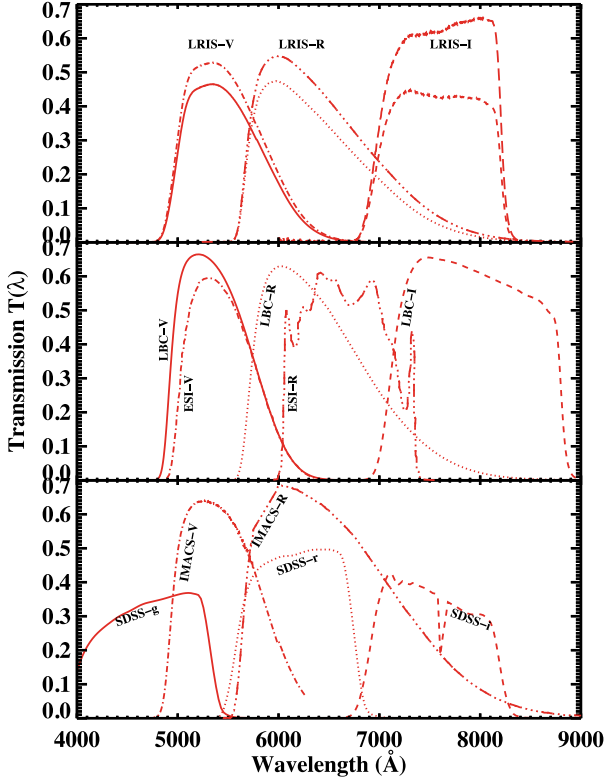 0.7
0.6
0.5
0.4
0.3
0.2
0.1
0.0
LRIS–V
LRIS–R
LRIS–I
0.7
0.6
0.5
0.4
0.3
0.2
0.1
0.0
LBC–V
ESI–V
LBC–R
ESI–R
LBC–I
0.7
0.6
0.5
0.4
0.3
0.2
0.1
0.0
SDSS–g
IMACS–V
IMACS–R
SDSS–r
SDSS–i
Transmission T(λ)
4000 5000 6000 7000 8000 9000
Wavelength (Å)